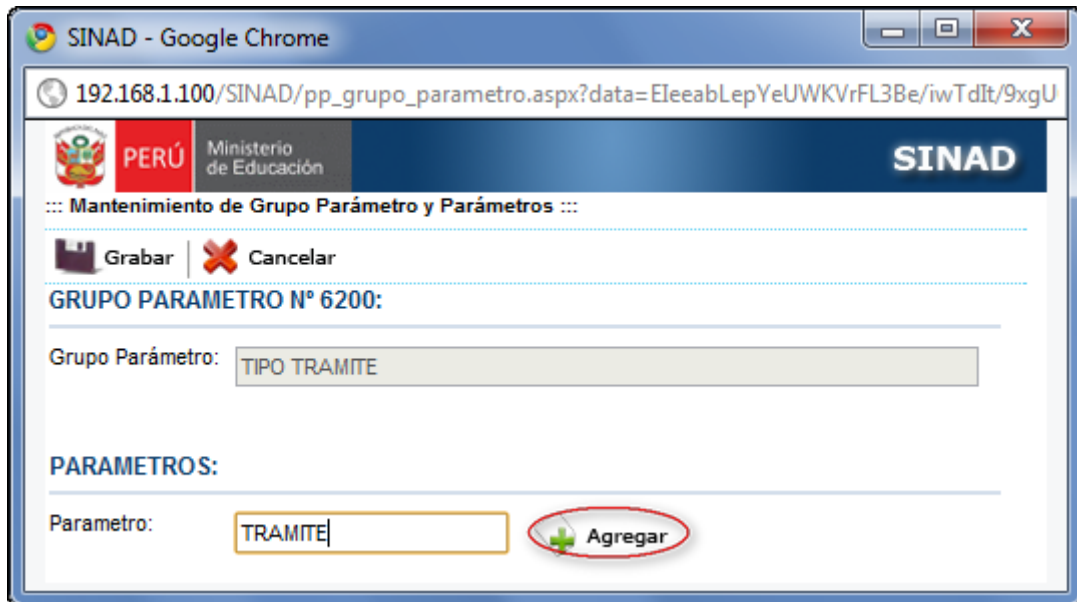 SINAD - Google Chrome
192.168.1.100/SINAD/pp_grupo_parametro.aspx?data=EIeeabLepYeUWKVrFL3Be/iwTdIt/9xgU
PERÚ Ministerio de Educación SINAD
::: Mantenimiento de Grupo Parámetro y Parámetros :::
Grabar Cancelar
GRUPO PARAMETRO Nº 6200:
Grupo Parámetro: TIPO TRAMITE
PARAMETROS:
Parametro: TRAMITE Agregar